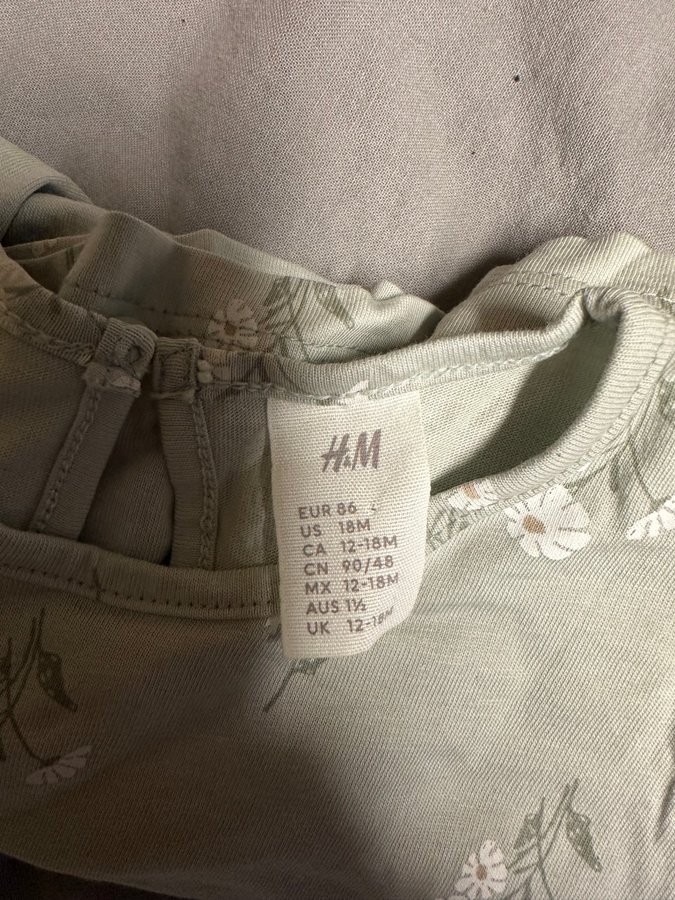 H&M
EUR 86
US 18M
CA 12-18M
CN 90/48
MX 12-18M
AUS 1½
UK 12-18M